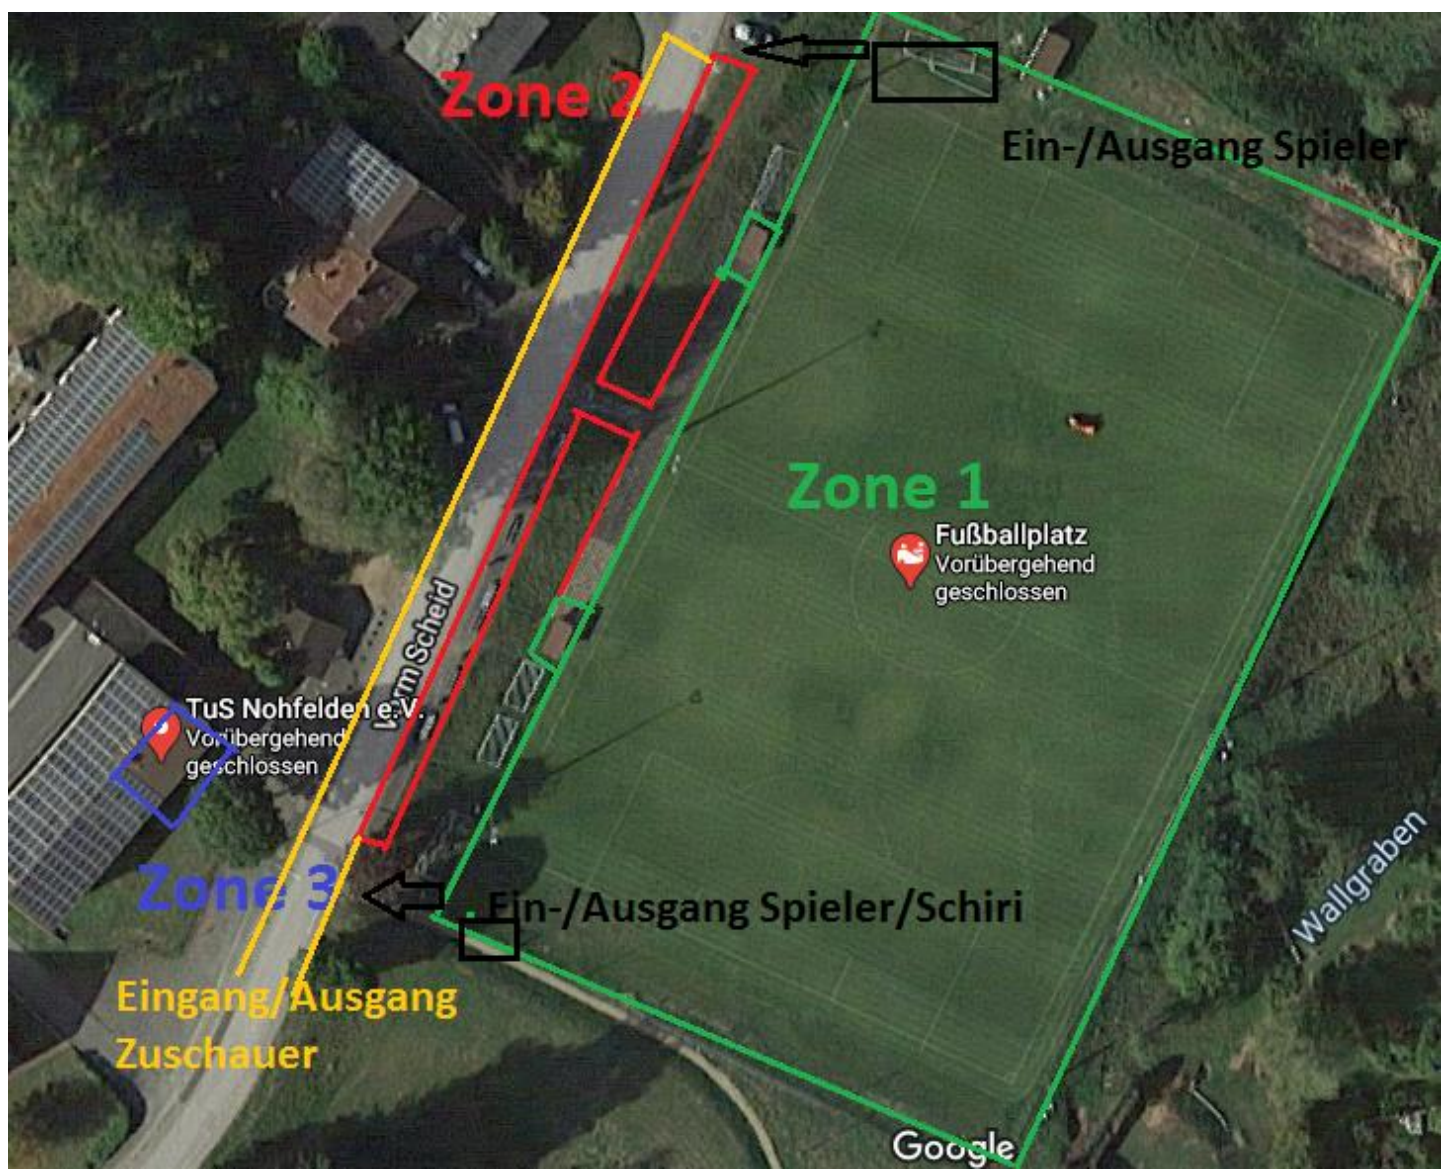 Zone 2
Ein-/Ausgang Spieler
Zone 1
Fußballplatz
Vorübergehend
geschlossen
Vorm Scheid
TuS Nohfelden e.V.
Vorübergehend
geschlossen
Zone 3
Ein-/Ausgang Spieler/Schiri
Wallgraben
Eingang/Ausgang
Zuschauer
Google